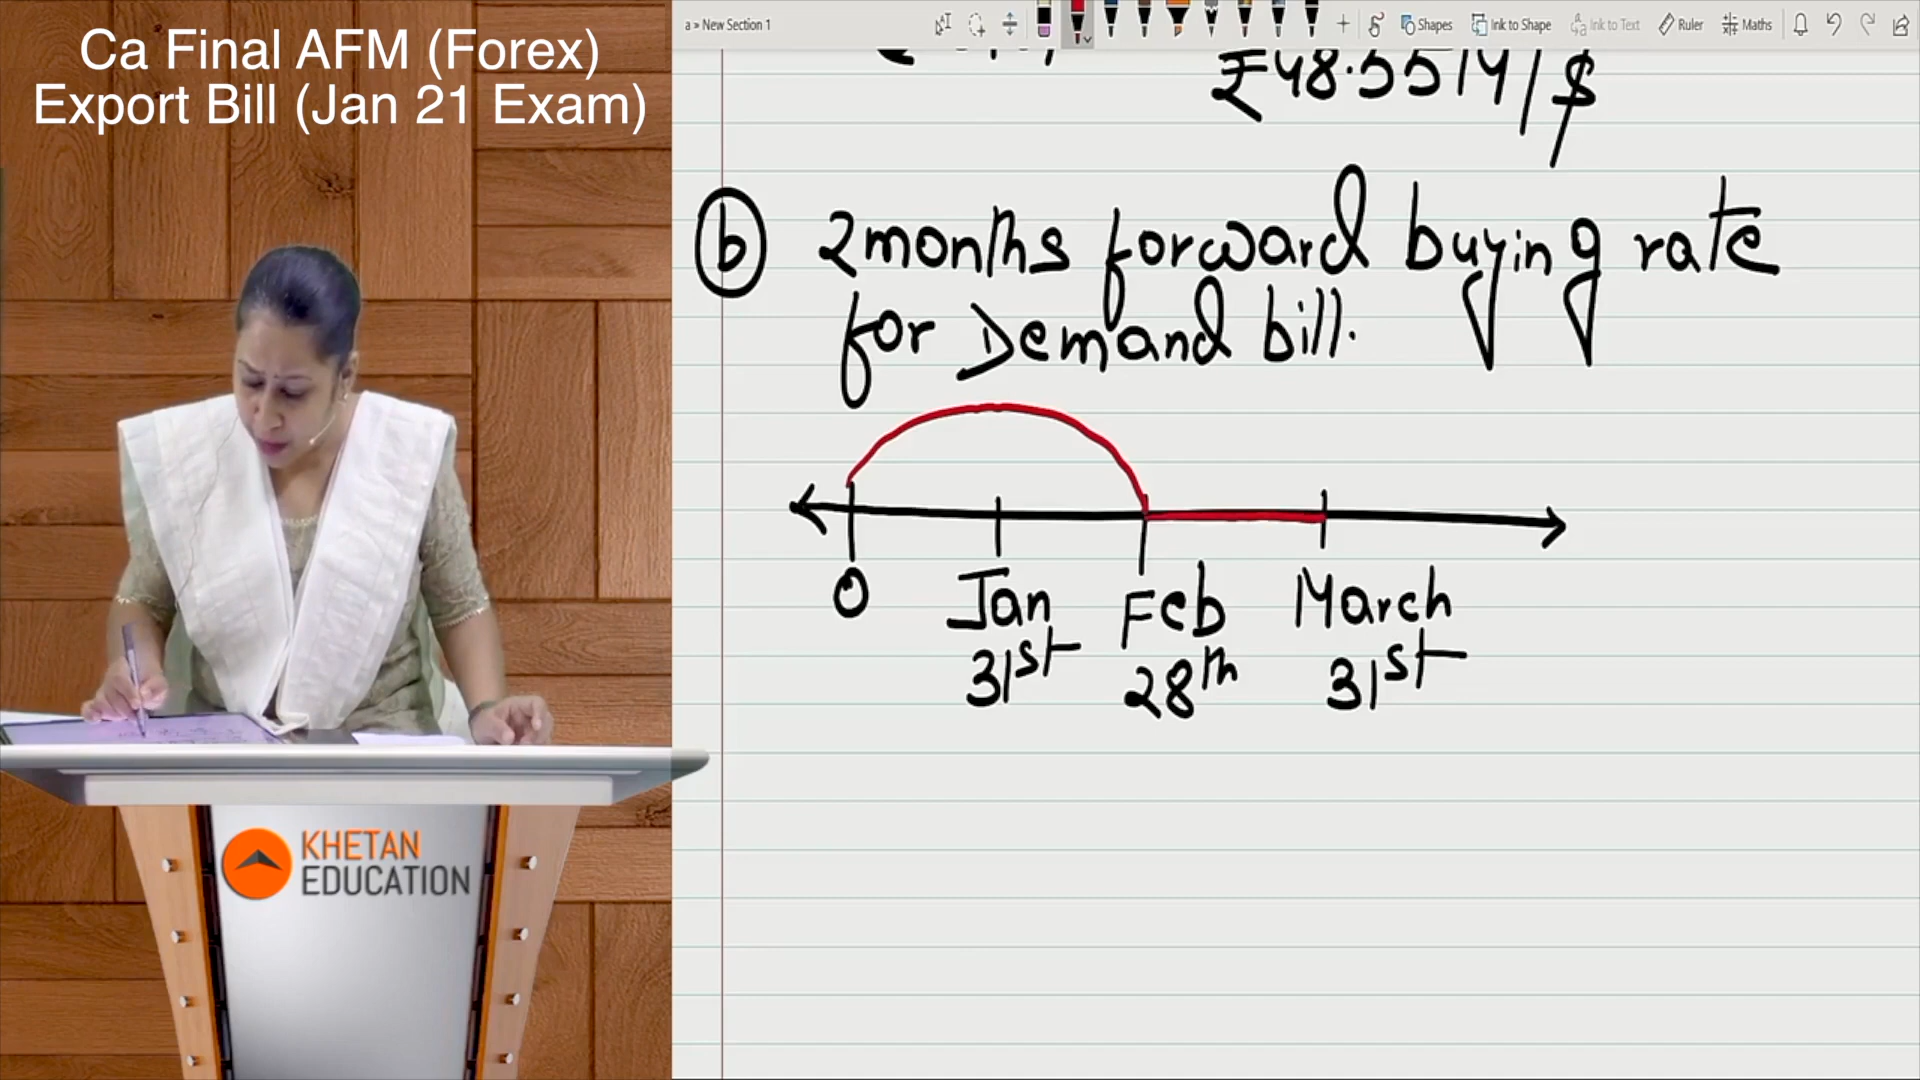 Ca Final AFM (Forex)
Export Bill (Jan 21 Exam)
a » New Section 1
Shapes
Ink to Shape
Ink to Text
Ruler
Maths
₹48.5514/$
(b) 2months forward buying rate
for Demand bill.
0
Jan
31st
Feb
28th
March
31st
KHETAN
EDUCATION